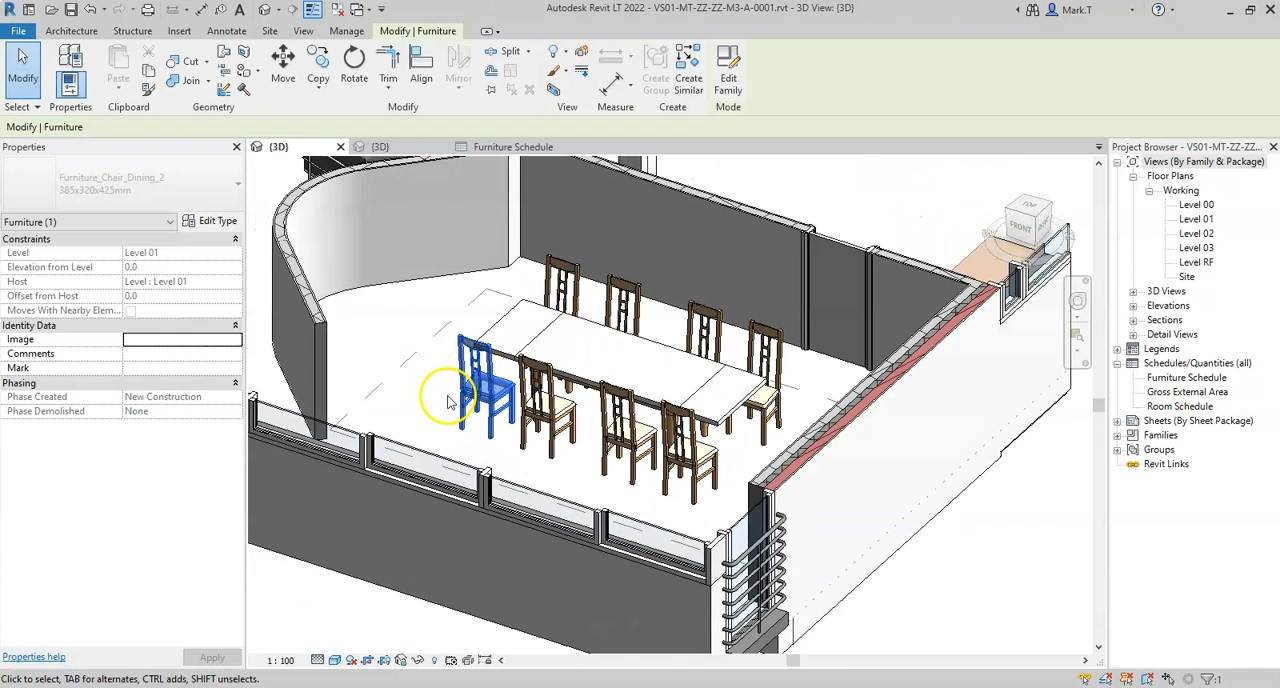 Autodesk Revit LT 2022 - VS01-MT-ZZ-ZZ-M3-A-0001.rvt - 3D View: {3D}
Mark.T
File Architecture Structure Insert Annotate Site View Manage Modify | Furniture
Modify
Paste
Cut
Join
Move
Copy
Rotate
Trim
Align
Mirror
Split
Create Group
Create Similar
Edit Family
Select Properties Clipboard Geometry Modify View Measure Create Mode
Modify | Furniture
Properties
{3D}
{3D}
Furniture Schedule
Project Browser - VS01-MT-ZZ-ZZ-...
Furniture_Chair_Dining_2
385x320x425mm
Furniture (1)
Edit Type
Constraints
Level Level 01
Elevation from Level 0.0
Host Level : Level 01
Offset from Host 0.0
Moves With Nearby Elem...
Identity Data
Image
Comments
Mark
Phasing
Phase Created New Construction
Phase Demolished None
Properties help
Apply
TOP
FRONT
Views (By Family & Package)
Floor Plans
Working
Level 00
Level 01
Level 02
Level 03
Level RF
Site
3D Views
Elevations
Sections
Detail Views
Legends
Schedules/Quantities (all)
Furniture Schedule
Gross External Area
Room Schedule
Sheets (By Sheet Package)
Families
Groups
Revit Links
1 : 100
Click to select, TAB for alternates, CTRL adds, SHIFT unselects.
:1